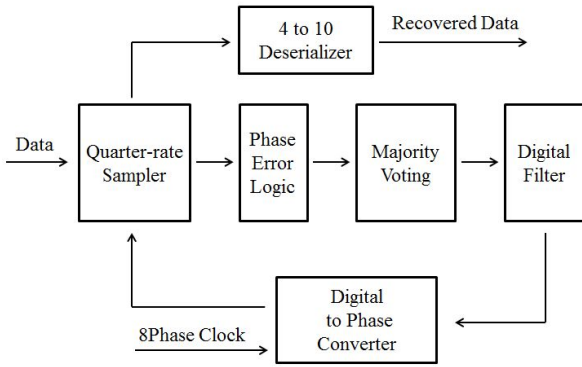 4 to 10
Deserializer
Recovered Data
Data
Quarter-rate
Sampler
Phase
Error
Logic
Majority
Voting
Digital
Filter
Digital
to Phase
Converter
8Phase Clock